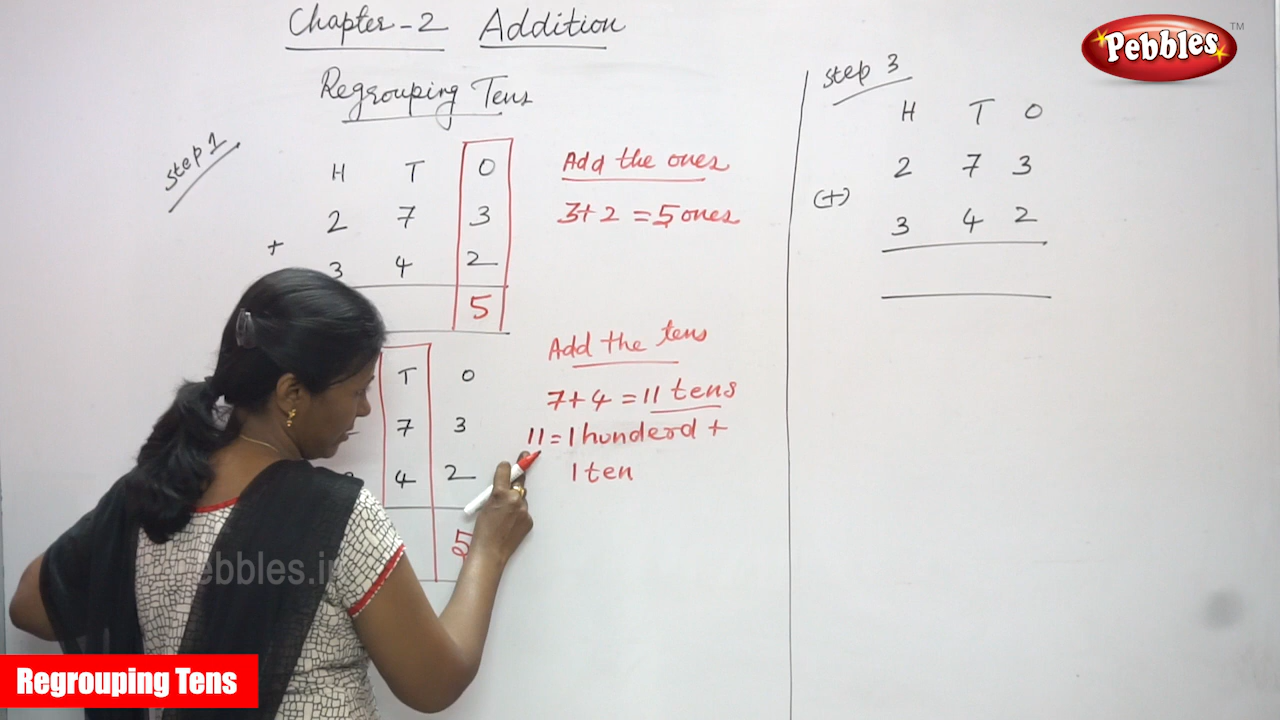 Chapter - 2 Addition
Regrouping Tens
step 1
H T O
2 7 3
+
3 4 2
5
Add the ones
3+2 = 5 ones
T O
7 3
4 2
5
Add the tens
7+4 = 11 tens
11 = 1 hunderd +
1 ten
step 3
H T O
2 7 3
(+)
3 4 2
Pebbles TM
ebbles.i
Regrouping Tens